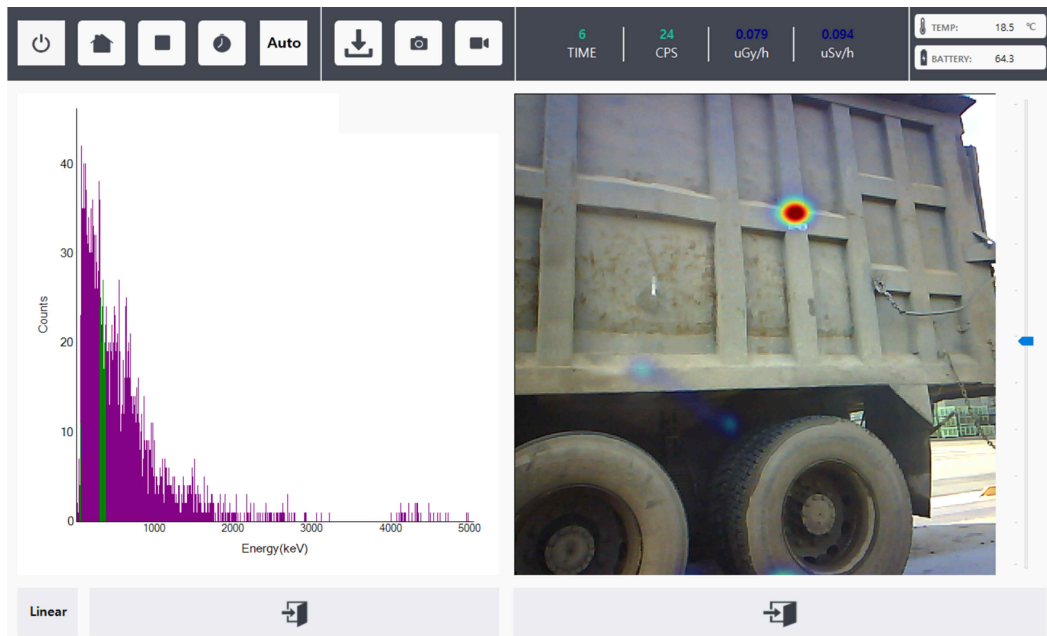 Auto
6
TIME
24
CPS
0.079
uGy/h
0.094
uSv/h
TEMP: 18.5 ℃
BATTERY: 64.3
Counts
40
30
20
10
0
1000 2000 3000 4000 5000
Energy(keV)
Linear